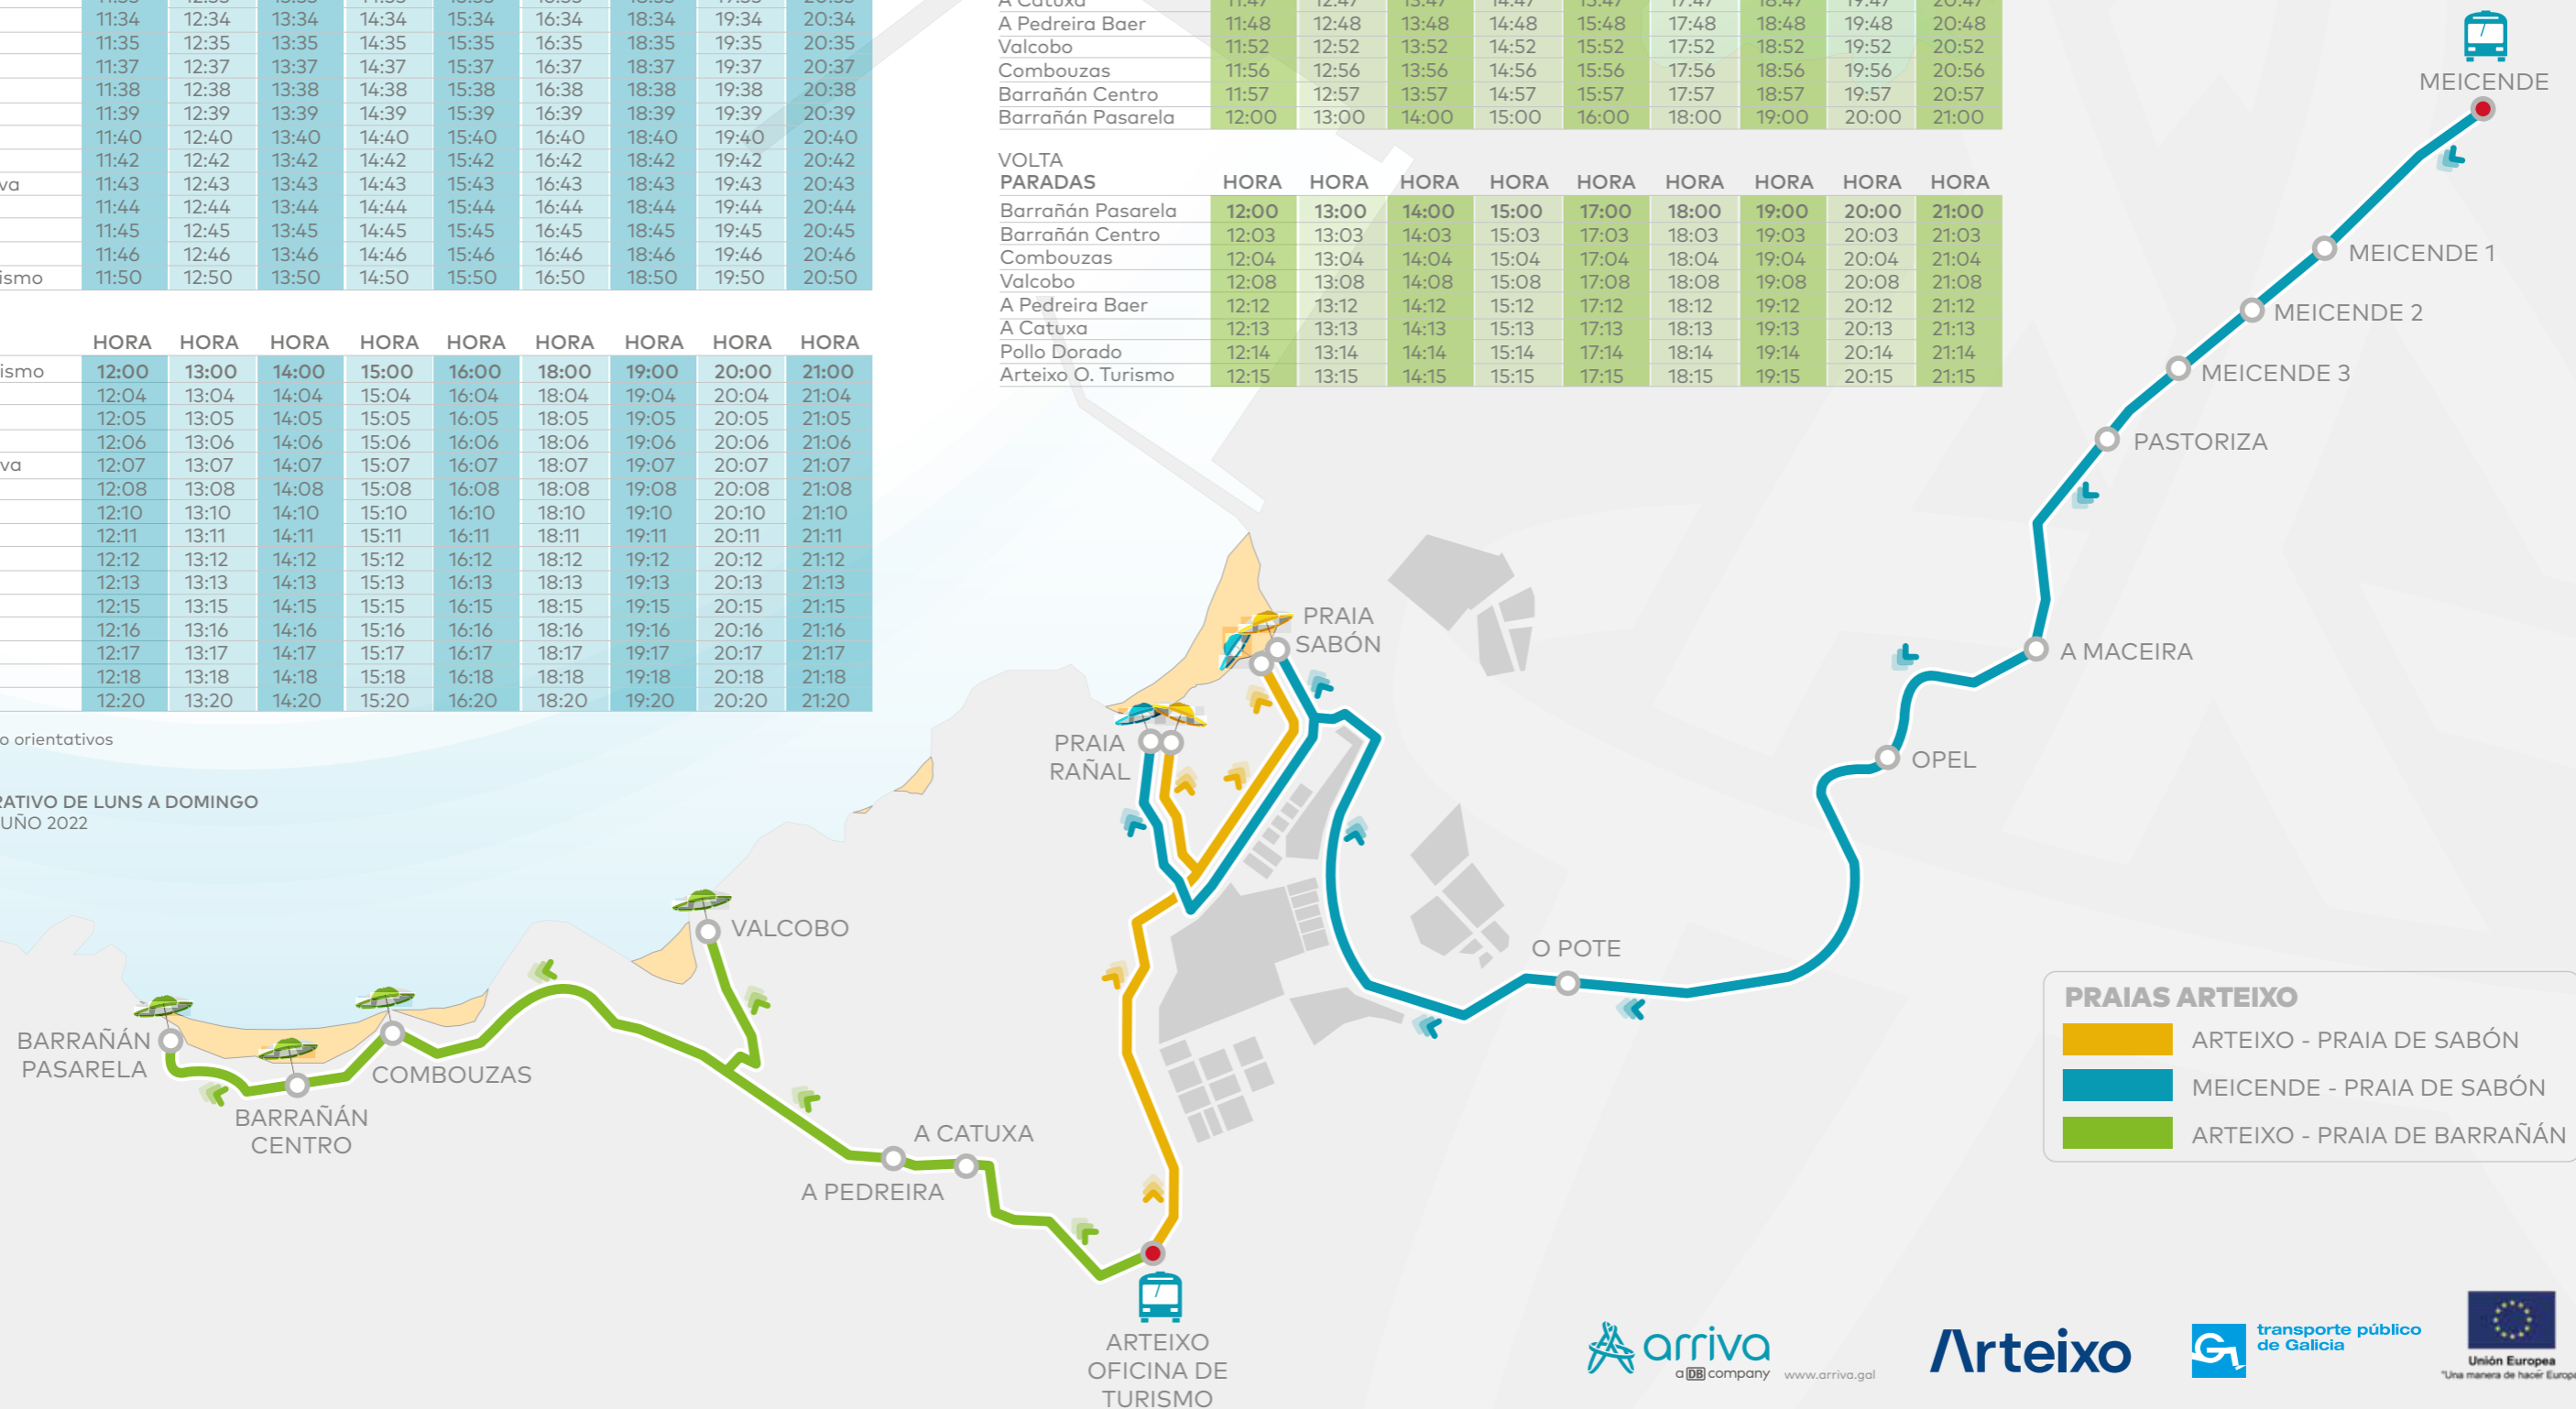 11:34 12:34 13:34 14:34 15:34 16:34 18:34 19:34 20:34
11:35 12:35 13:35 14:35 15:35 16:35 18:35 19:35 20:35
11:37 12:37 13:37 14:37 15:37 16:37 18:37 19:37 20:37
11:38 12:38 13:38 14:38 15:38 16:38 18:38 19:38 20:38
11:39 12:39 13:39 14:39 15:39 16:39 18:39 19:39 20:39
11:40 12:40 13:40 14:40 15:40 16:40 18:40 19:40 20:40
11:42 12:42 13:42 14:42 15:42 16:42 18:42 19:42 20:42
va 11:43 12:43 13:43 14:43 15:43 16:43 18:43 19:43 20:43
11:44 12:44 13:44 14:44 15:44 16:44 18:44 19:44 20:44
11:45 12:45 13:45 14:45 15:45 16:45 18:45 19:45 20:45
11:46 12:46 13:46 14:46 15:46 16:46 18:46 19:46 20:46
ismo 11:50 12:50 13:50 14:50 15:50 16:50 18:50 19:50 20:50
HORA HORA HORA HORA HORA HORA HORA HORA HORA
ismo 12:00 13:00 14:00 15:00 16:00 18:00 19:00 20:00 21:00
12:04 13:04 14:04 15:04 16:04 18:04 19:04 20:04 21:04
12:05 13:05 14:05 15:05 16:05 18:05 19:05 20:05 21:05
12:06 13:06 14:06 15:06 16:06 18:06 19:06 20:06 21:06
va 12:07 13:07 14:07 15:07 16:07 18:07 19:07 20:07 21:07
12:08 13:08 14:08 15:08 16:08 18:08 19:08 20:08 21:08
12:10 13:10 14:10 15:10 16:10 18:10 19:10 20:10 21:10
12:11 13:11 14:11 15:11 16:11 18:11 19:11 20:11 21:11
12:12 13:12 14:12 15:12 16:12 18:12 19:12 20:12 21:12
12:13 13:13 14:13 15:13 16:13 18:13 19:13 20:13 21:13
12:15 13:15 14:15 15:15 16:15 18:15 19:15 20:15 21:15
12:16 13:16 14:16 15:16 16:16 18:16 19:16 20:16 21:16
12:17 13:17 14:17 15:17 16:17 18:17 19:17 20:17 21:17
12:18 13:18 14:18 15:18 16:18 18:18 19:18 20:18 21:18
12:20 13:20 14:20 15:20 16:20 18:20 19:20 20:20 21:20
o orientativos
RATIVO DE LUNS A DOMINGO
UÑO 2022
A Catuxa 11:47 12:47 13:47 14:47 15:47 17:47 18:47 19:47 20:47
A Pedreira Baer 11:48 12:48 13:48 14:48 15:48 17:48 18:48 19:48 20:48
Valcobo 11:52 12:52 13:52 14:52 15:52 17:52 18:52 19:52 20:52
Combouzas 11:56 12:56 13:56 14:56 15:56 17:56 18:56 19:56 20:56
Barrañán Centro 11:57 12:57 13:57 14:57 15:57 17:57 18:57 19:57 20:57
Barrañán Pasarela 12:00 13:00 14:00 15:00 16:00 18:00 19:00 20:00 21:00
VOLTA
PARADAS HORA HORA HORA HORA HORA HORA HORA HORA HORA
Barrañán Pasarela 12:00 13:00 14:00 15:00 17:00 18:00 19:00 20:00 21:00
Barrañán Centro 12:03 13:03 14:03 15:03 17:03 18:03 19:03 20:03 21:03
Combouzas 12:04 13:04 14:04 15:04 17:04 18:04 19:04 20:04 21:04
Valcobo 12:08 13:08 14:08 15:08 17:08 18:08 19:08 20:08 21:08
A Pedreira Baer 12:12 13:12 14:12 15:12 17:12 18:12 19:12 20:12 21:12
A Catuxa 12:13 13:13 14:13 15:13 17:13 18:13 19:13 20:13 21:13
Pollo Dorado 12:14 13:14 14:14 15:14 17:14 18:14 19:14 20:14 21:14
Arteixo O. Turismo 12:15 13:15 14:15 15:15 17:15 18:15 19:15 20:15 21:15
MEICENDE
MEICENDE 1
MEICENDE 2
MEICENDE 3
PASTORIZA
A MACEIRA
OPEL
O POTE
PRAIA
SABÓN
PRAIA
RAÑAL
VALCOBO
BARRAÑÁN
PASARELA
COMBOUZAS
BARRAÑÁN
CENTRO
A CATUXA
A PEDREIRA
ARTEIXO
OFICINA DE
TURISMO
PRAIAS ARTEIXO
ARTEIXO - PRAIA DE SABÓN
MEICENDE - PRAIA DE SABÓN
ARTEIXO - PRAIA DE BARRAÑÁN
arriva
a DB company www.arriva.gal
Arteixo
transporte público
de Galicia
Unión Europea
"Una manera de hacer Europa